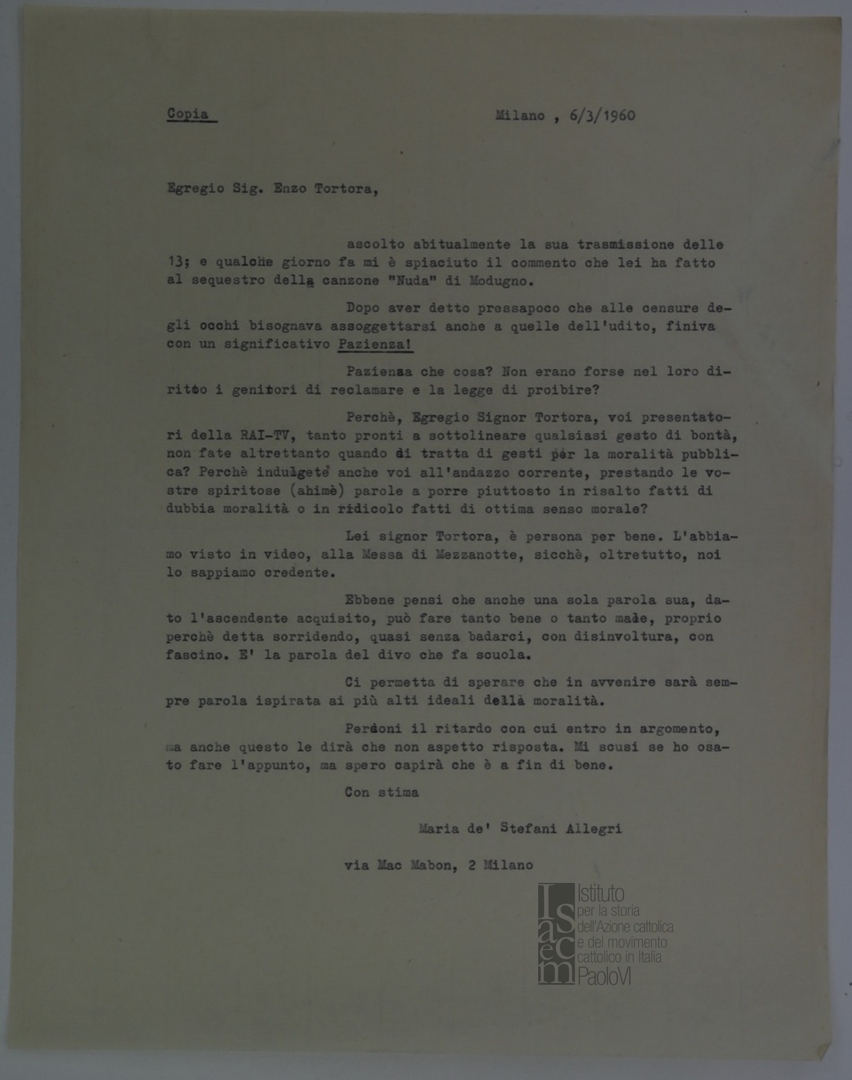 Copia
Milano , 6/3/1960
Egregio Sig. Enzo Tortora,
ascolto abitualmente la sua trasmissione delle
13; e qualche giorno fa mi è spiaciuto il commento che lei ha fatto
al sequestro della canzone "Nuda" di Modugno.
Dopo aver detto pressapoco che alle censure de-
gli occhi bisognava assoggettarsi anche a quelle dell'udito, finiva
con un significativo Pazienza!
Pazienza che cosa? Non erano forse nel loro di-
ritto i genitori di reclamare e la legge di proibire?
Perchè, Egregio Signor Tortora, voi presentato-
ri della RAI-TV, tanto pronti a sottolineare qualsiasi gesto di bontà,
non fate altrettanto quando di tratta di gesti per la moralità pubbli-
ca? Perchè indulgete anche voi all'andazzo corrente, prestando le vo-
stre spiritose (ahimè) parole a porre piuttosto in risalto fatti di
dubbia moralità o in ridicolo fatti di ottima senso morale?
Lei signor Tortora, è persona per bene. L'abbia-
mo visto in video, alla Messa di Mezzanotte, sicchè, oltretutto, noi
lo sappiamo credente.
Ebbene pensi che anche una sola parola sua, da-
to l'ascendente acquisito, può fare tanto bene o tanto male, proprio
perchè detta sorridendo, quasi senza badarci, con disinvoltura, con
fascino. E' la parola del divo che fa scuola.
Ci permetta di sperare che in avvenire sarà sem-
pre parola ispirata ai più alti ideali della moralità.
Perdoni il ritardo con cui entro in argomento,
ma anche questo le dirà che non aspetto risposta. Mi scusi se ho osa-
to fare l'appunto, ma spero capirà che è a fin di bene.
Con stima
Maria de' Stefani Allegri
via Mac Mabon, 2 Milano
Isacem
Istituto
per la storia
dell'Azione cattolica
e del movimento
cattolico in Italia
PaoloVI